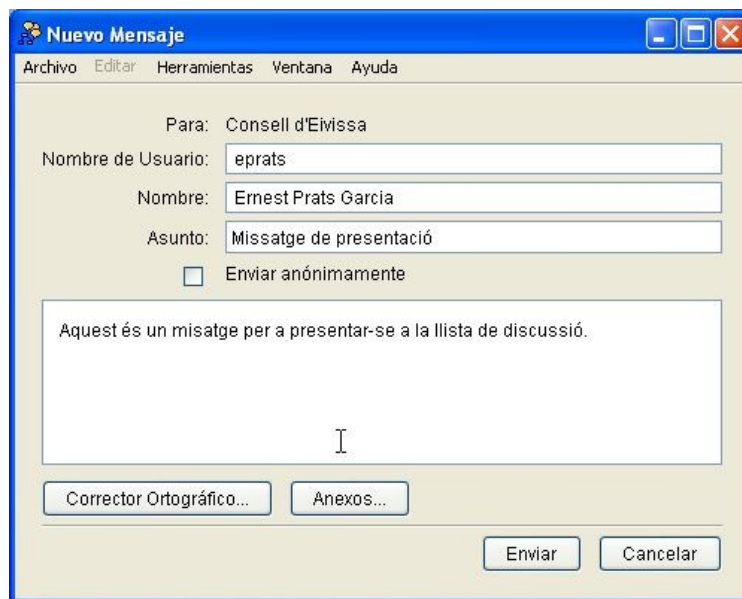 Nuevo Mensaje
Archivo Editar Herramientas Ventana Ayuda
Para: Consell d'Eivissa
Nombre de Usuario: eprats
Nombre: Ernest Prats Garcia
Asunto: Missatge de presentació
Enviar anónimamente
Aquest és un misatge per a presentar-se a la llista de discussió.
Corrector Ortográfico... Anexos...
Enviar Cancelar